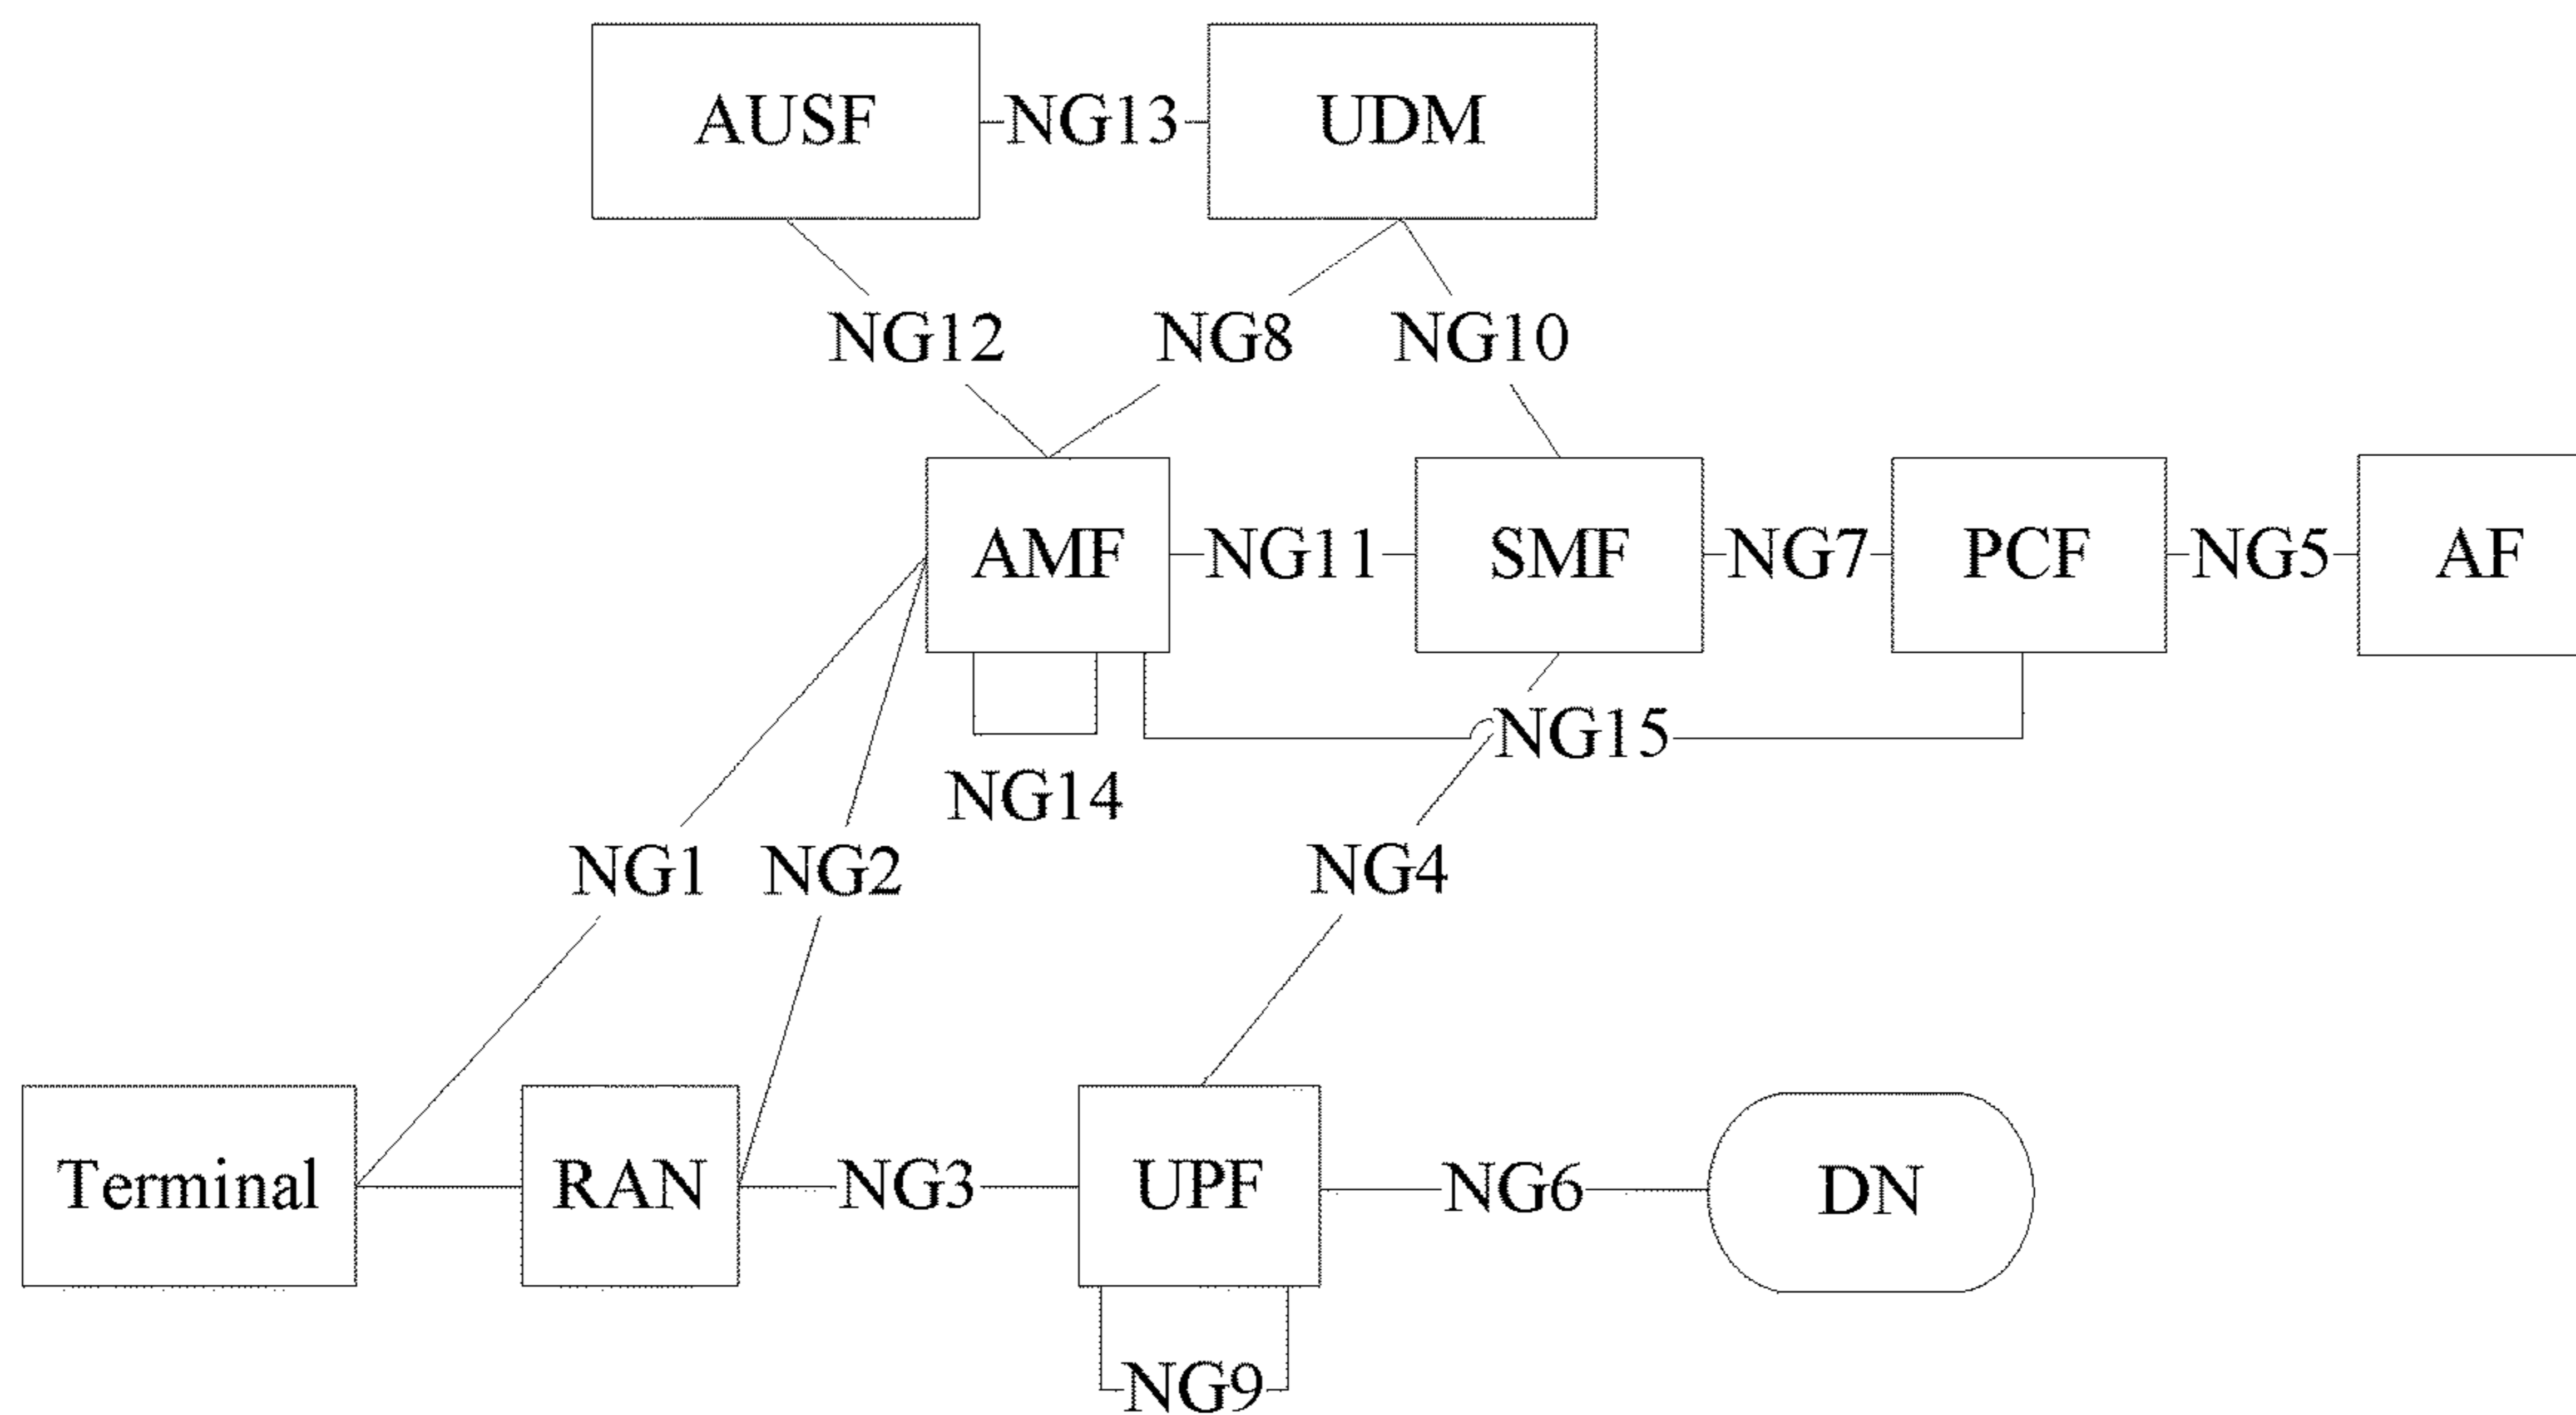 AUSF NG13 UDM
NG12 NG8 NG10
AMF NG11 SMF NG7 PCF NG5 AF
NG15
NG14
NG1 NG2 NG4
Terminal RAN NG3 UPF NG6 DN
NG9